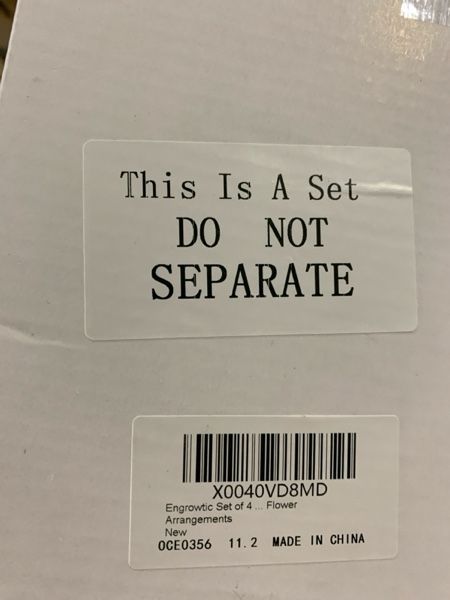 This Is A Set
DO NOT
SEPARATE
X0040VD8MD
Engrowtic Set of 4 ... Flower
Arrangements
New
OCE0356 11.2 MADE IN CHINA